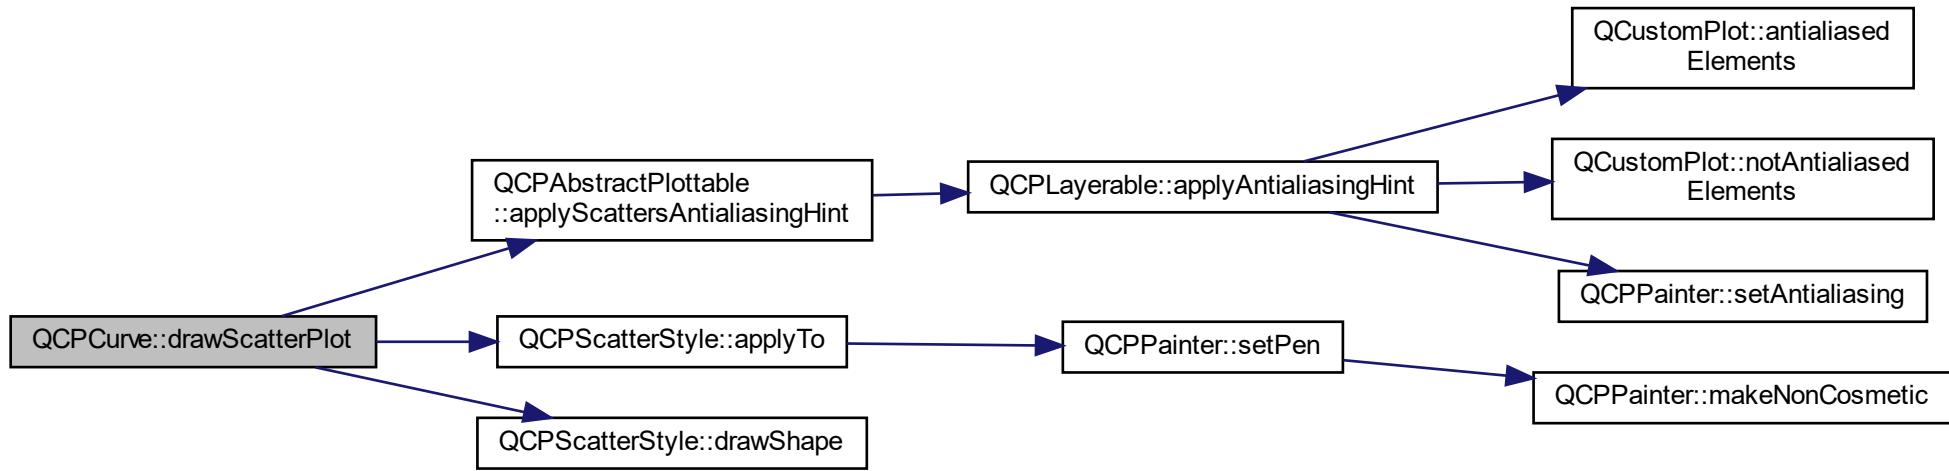 QCustomPlot::antialiased
Elements
QCPAbstractPlottable
::applyScattersAntialiasingHint
QCPLayerable::applyAntialiasingHint
QCustomPlot::notAntialiased
Elements
QCPPainter::setAntialiasing
QCPCurve::drawScatterPlot
QCPScatterStyle::applyTo
QCPPainter::setPen
QCPPainter::makeNonCosmetic
QCPScatterStyle::drawShape